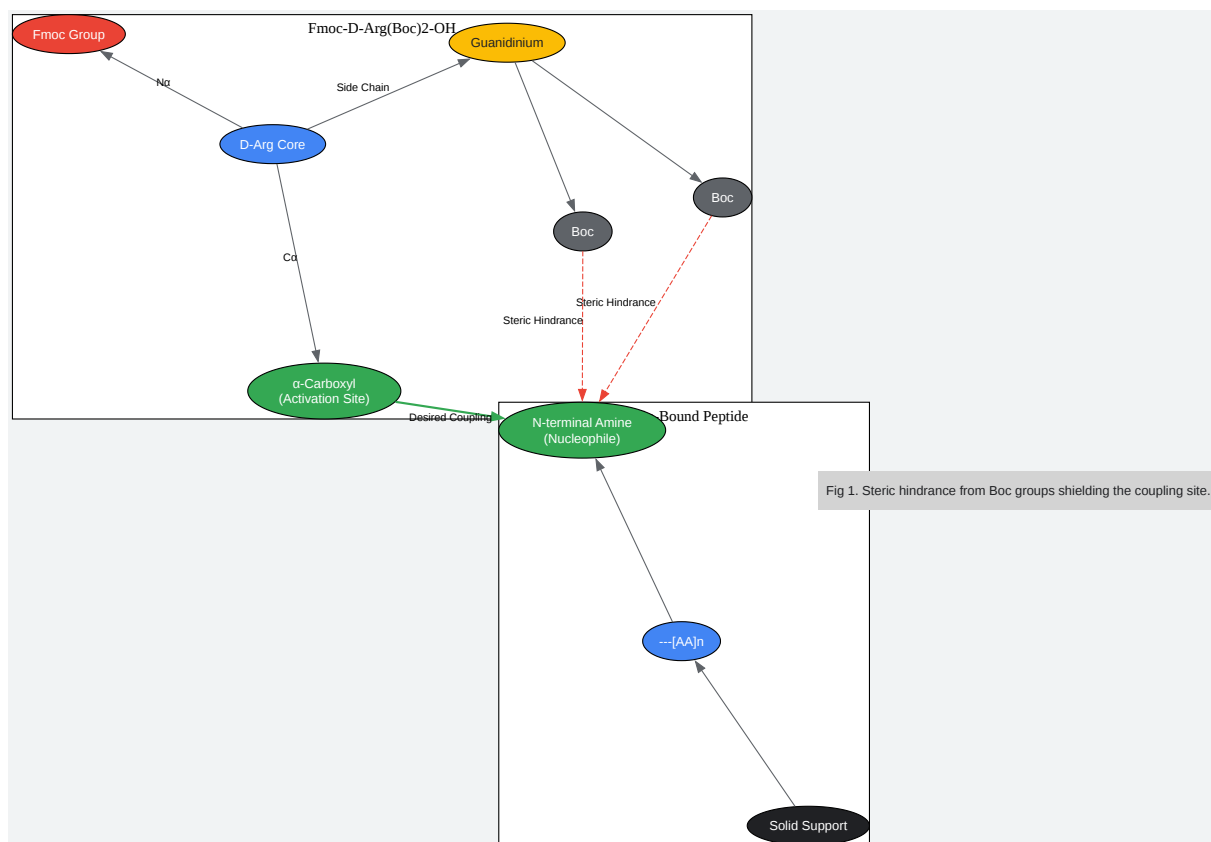 Fmoc-D-Arg(Boc)2-OH
Fmoc Group
Guanidinium
Nα
Side Chain
D-Arg Core
Boc
Boc
Cα
Steric Hindrance
Steric Hindrance
α-Carboxyl
(Activation Site)
Desired Coupling
Bound Peptide
N-terminal Amine
(Nucleophile)
Fig 1. Steric hindrance from Boc groups shielding the coupling site.
---[AA]n
Solid Support